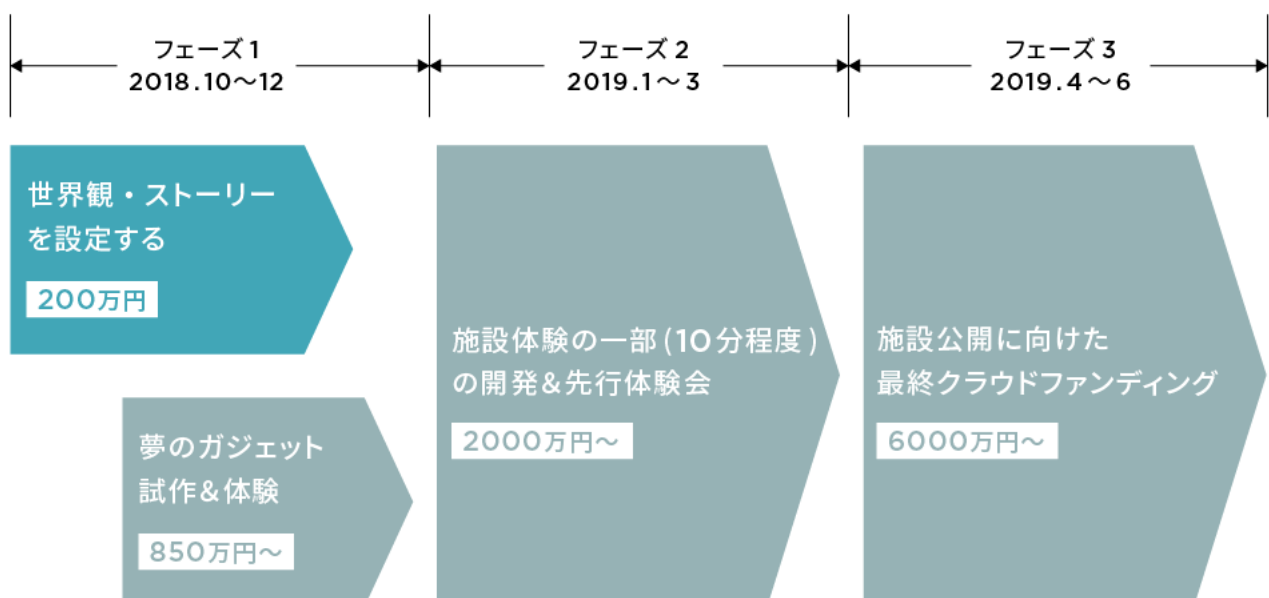 フェーズ1
2018.10〜12
フェーズ2
2019.1〜3
フェーズ3
2019.4〜6
世界観・ストーリー
を設定する
200万円
夢のガジェット
試作&体験
850万円〜
施設体験の一部(10分程度)
の開発&先行体験会
2000万円〜
施設公開に向けた
最終クラウドファンディング
6000万円〜